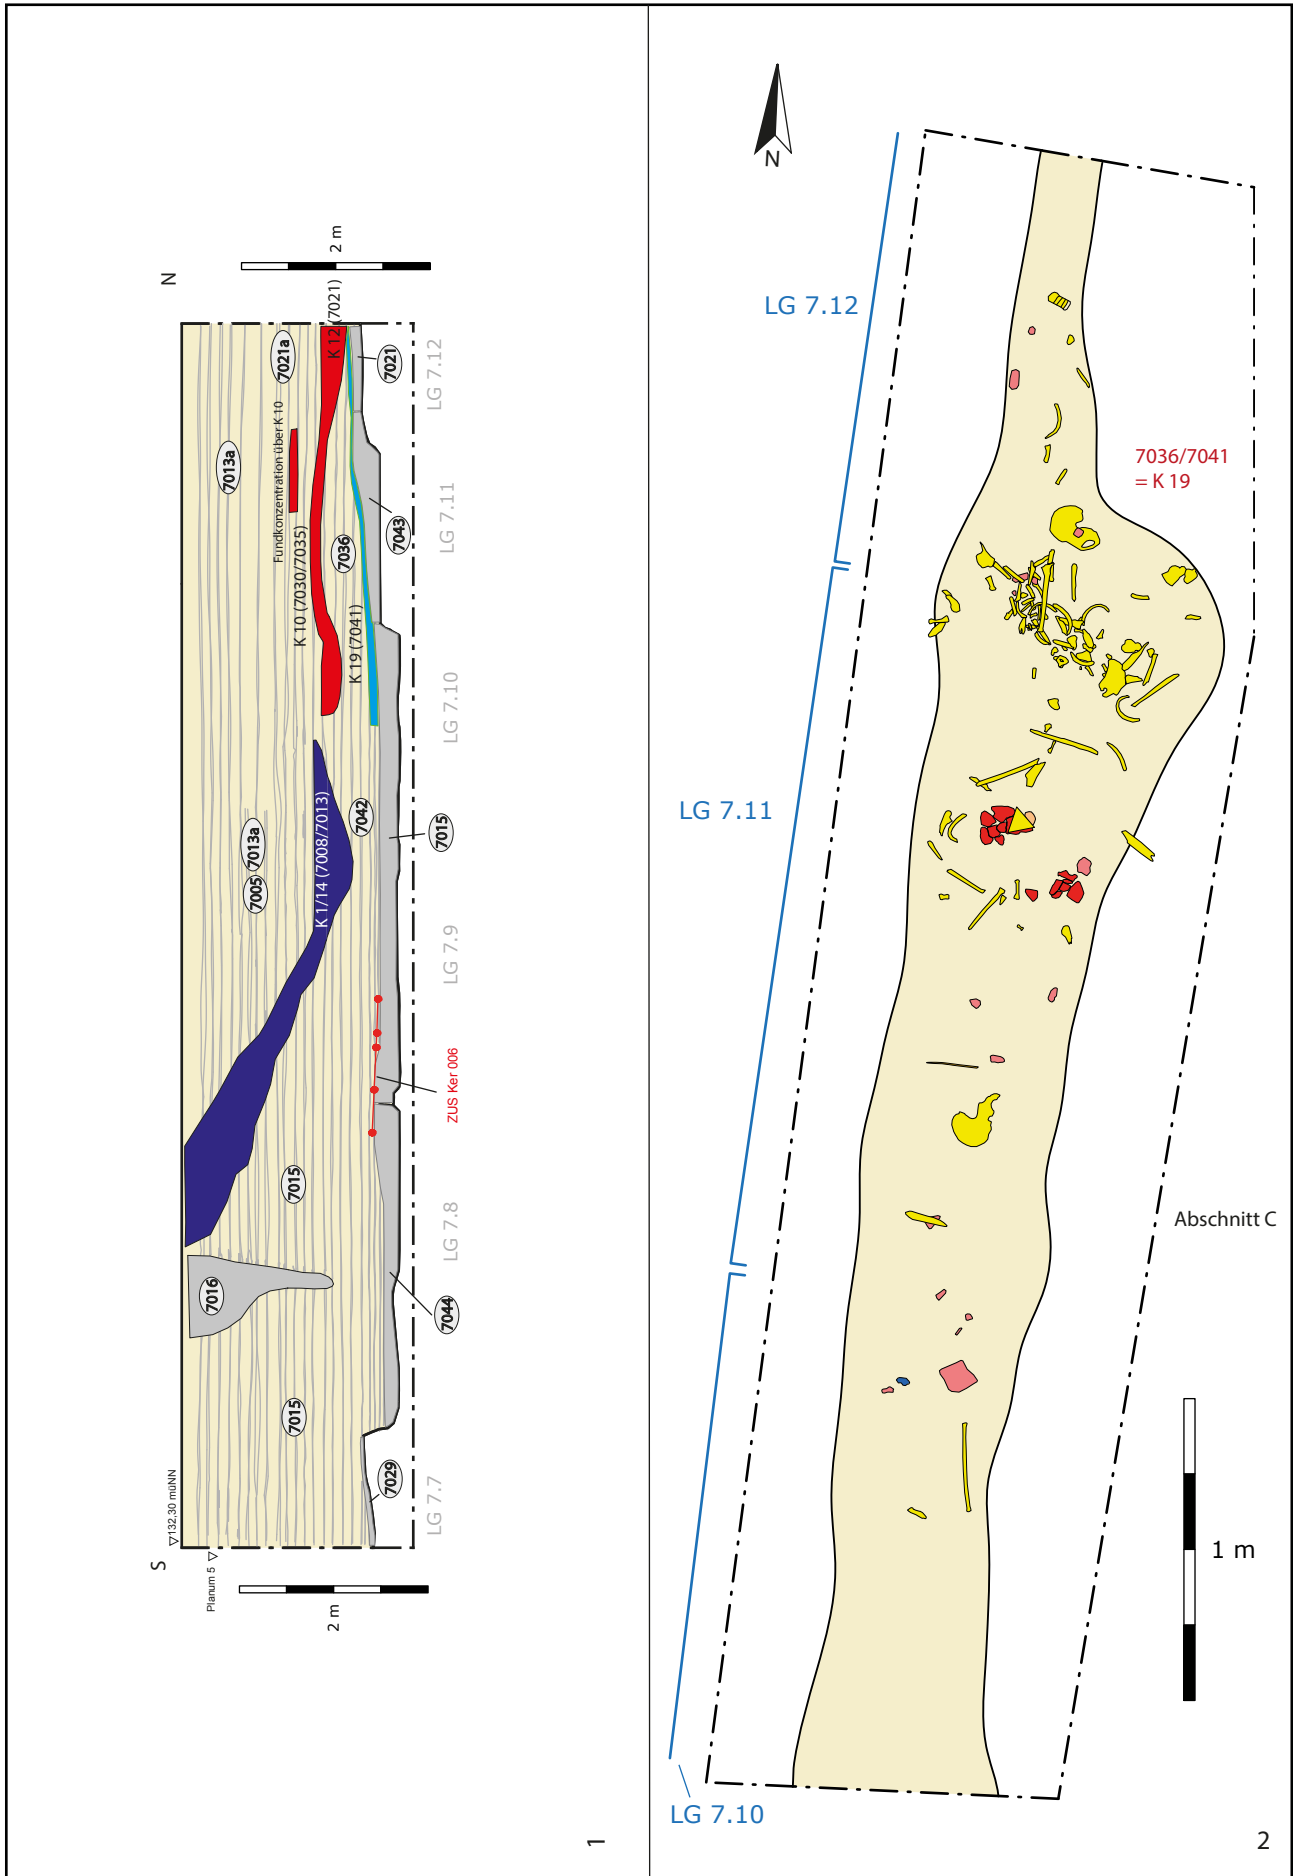 N
2 m
7021a
K 12 (7021)
7021
LG 7.12
Fundkonzentration über K 10
7013a
K 10 (7030/7035)
7036
7043
LG 7.11
K 19 (7041)
LG 7.10
7013a
7005
K 1/14 (7008/7013)
7042
7015
LG 7.9
ZUS Ker 006
7015
LG 7.8
7016
7044
7015
7029
LG 7.7
132,30 müNN
S
Planum 5
2 m
1
N
LG 7.12
7036/7041
= K 19
LG 7.11
Abschnitt C
1 m
LG 7.10
2